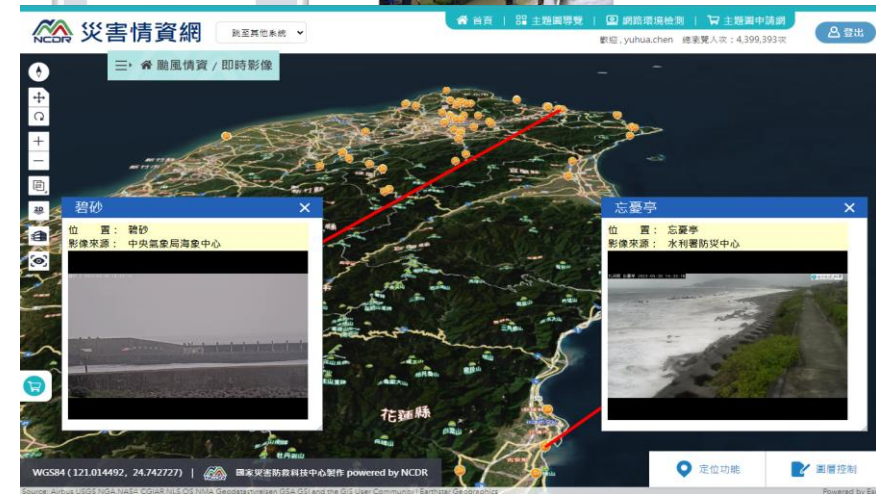 NCDR 災害情資網
跳至其他系統
首頁 | 主題圖導覽 | 網路環境檢測 | 主題圖申請網
歡迎, yuhua.chen 總瀏覽人次：4,399,393次
登出
颱風情資 / 即時影像
2D
碧砂 ×
位 置： 碧砂
影像來源： 中央氣象局海象中心
忘憂亭 ×
位 置： 忘憂亭
影像來源： 水利署防災中心
花蓮縣
WGS84 ( 121.014492, 24.742727) | 國家災害防救科技中心製作 powered by NCDR
定位功能
圖層控制
Source: Airbus USGS NGA NASA CGIAR NLS OS NMA Geodatastyrelsen GSA GSI and the GIS User Community | Earthstar Geographics
Powered by Es